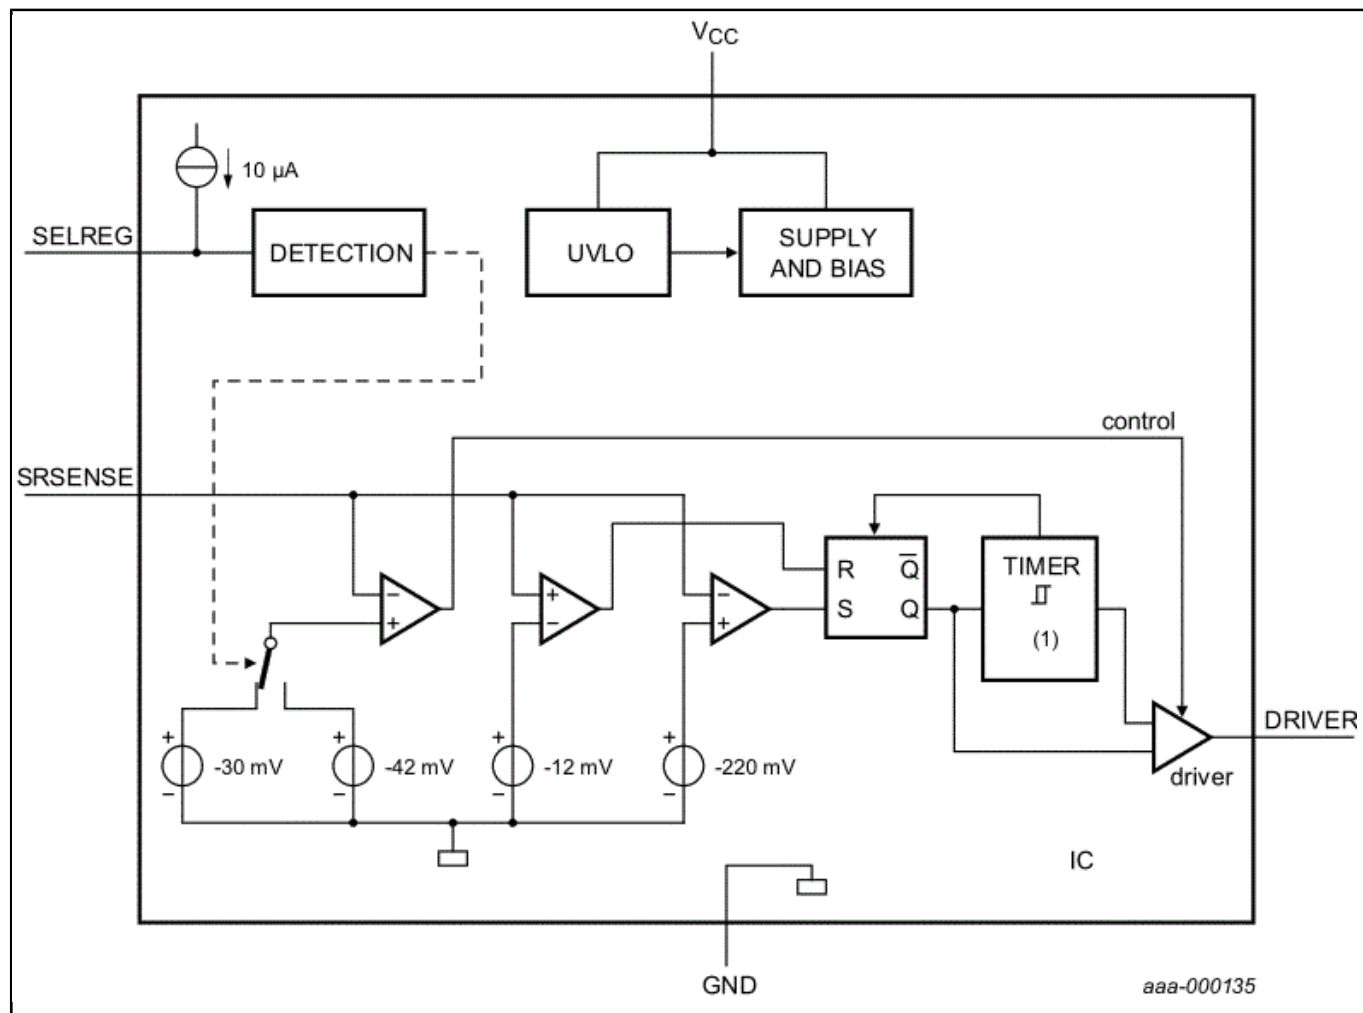 VCC
10 µA
SELREG
DETECTION
UVLO
SUPPLY
AND BIAS
control
SRSENSE
R
Q̅
S
Q
TIMER
(1)
−
+
+
−
−
+
+
-30 mV
−
+
-42 mV
−
+
-12 mV
−
+
-220 mV
−
DRIVER
driver
IC
GND
aaa-000135